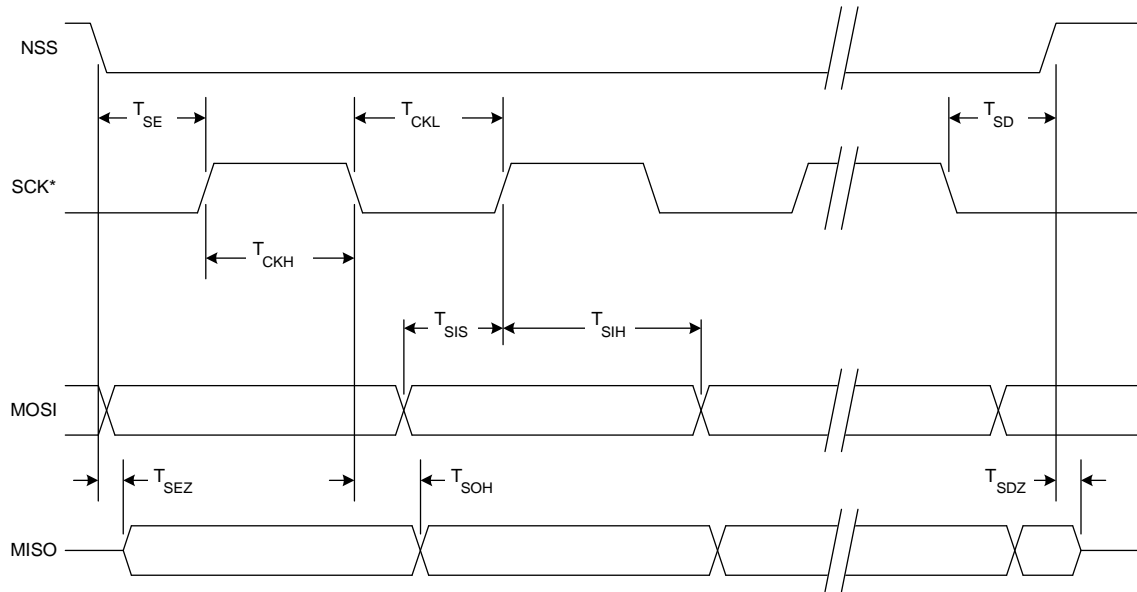 NSS
T_SE
T_CKL
T_SD
SCK*
T_CKH
T_SIS
T_SIH
MOSI
T_SEZ
T_SOH
T_SDZ
MISO